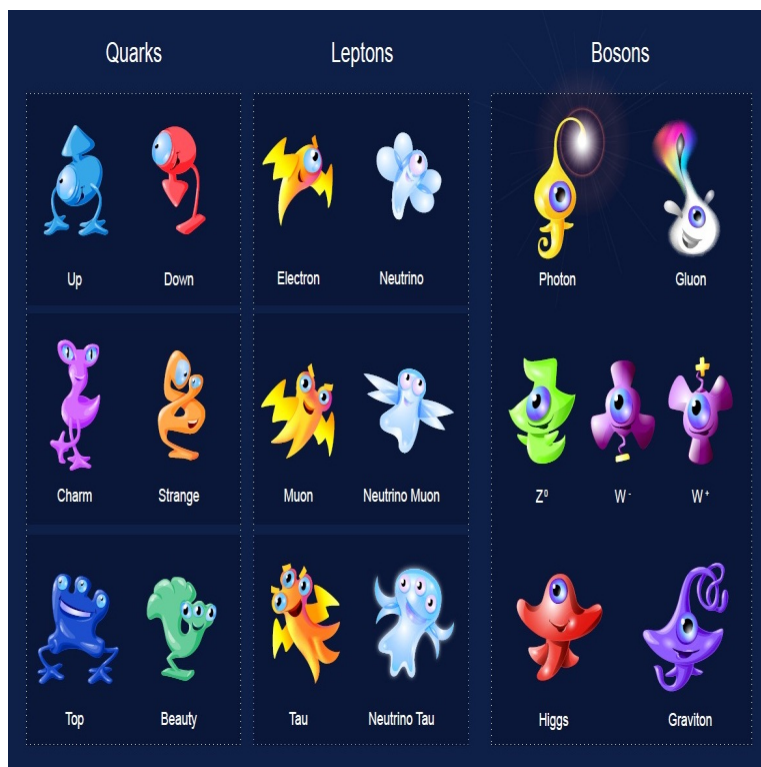 Quarks Leptons Bosons
Up Down Electron Neutrino Photon Gluon
Charm Strange Muon Neutrino Muon Z⁰ W⁻ W⁺
Top Beauty Tau Neutrino Tau Higgs Graviton